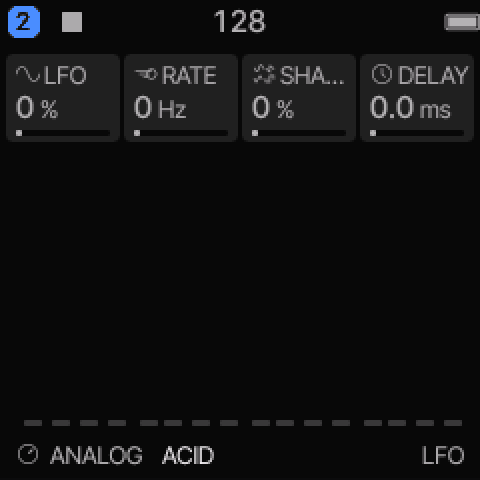 2 128
LFO RATE SHA... DELAY
0 % 0 Hz 0 % 0.0 ms
ANALOG ACID LFO